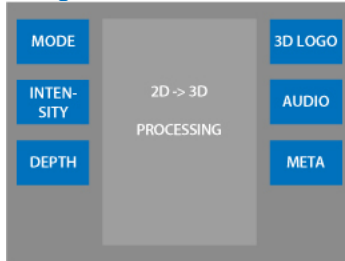 MODE
INTEN-
SITY
DEPTH
2D -> 3D
PROCESSING
3D LOGO
AUDIO
META